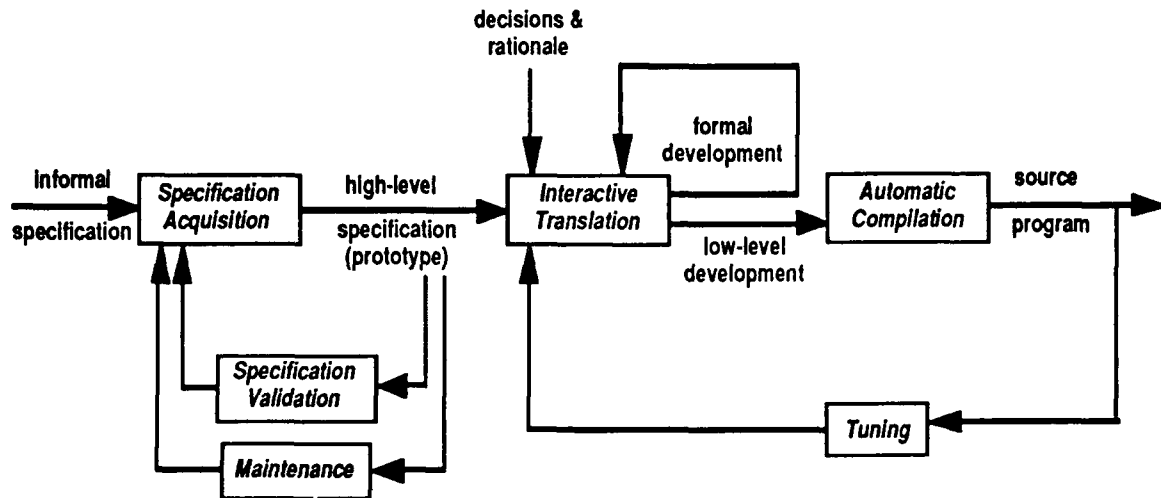 decisions &
rationale
formal
development
informal
specification
Specification
Acquisition
high-level
specification
(prototype)
Interactive
Translation
low-level
development
Automatic
Compilation
source
program
Specification
Validation
Maintenance
Tuning